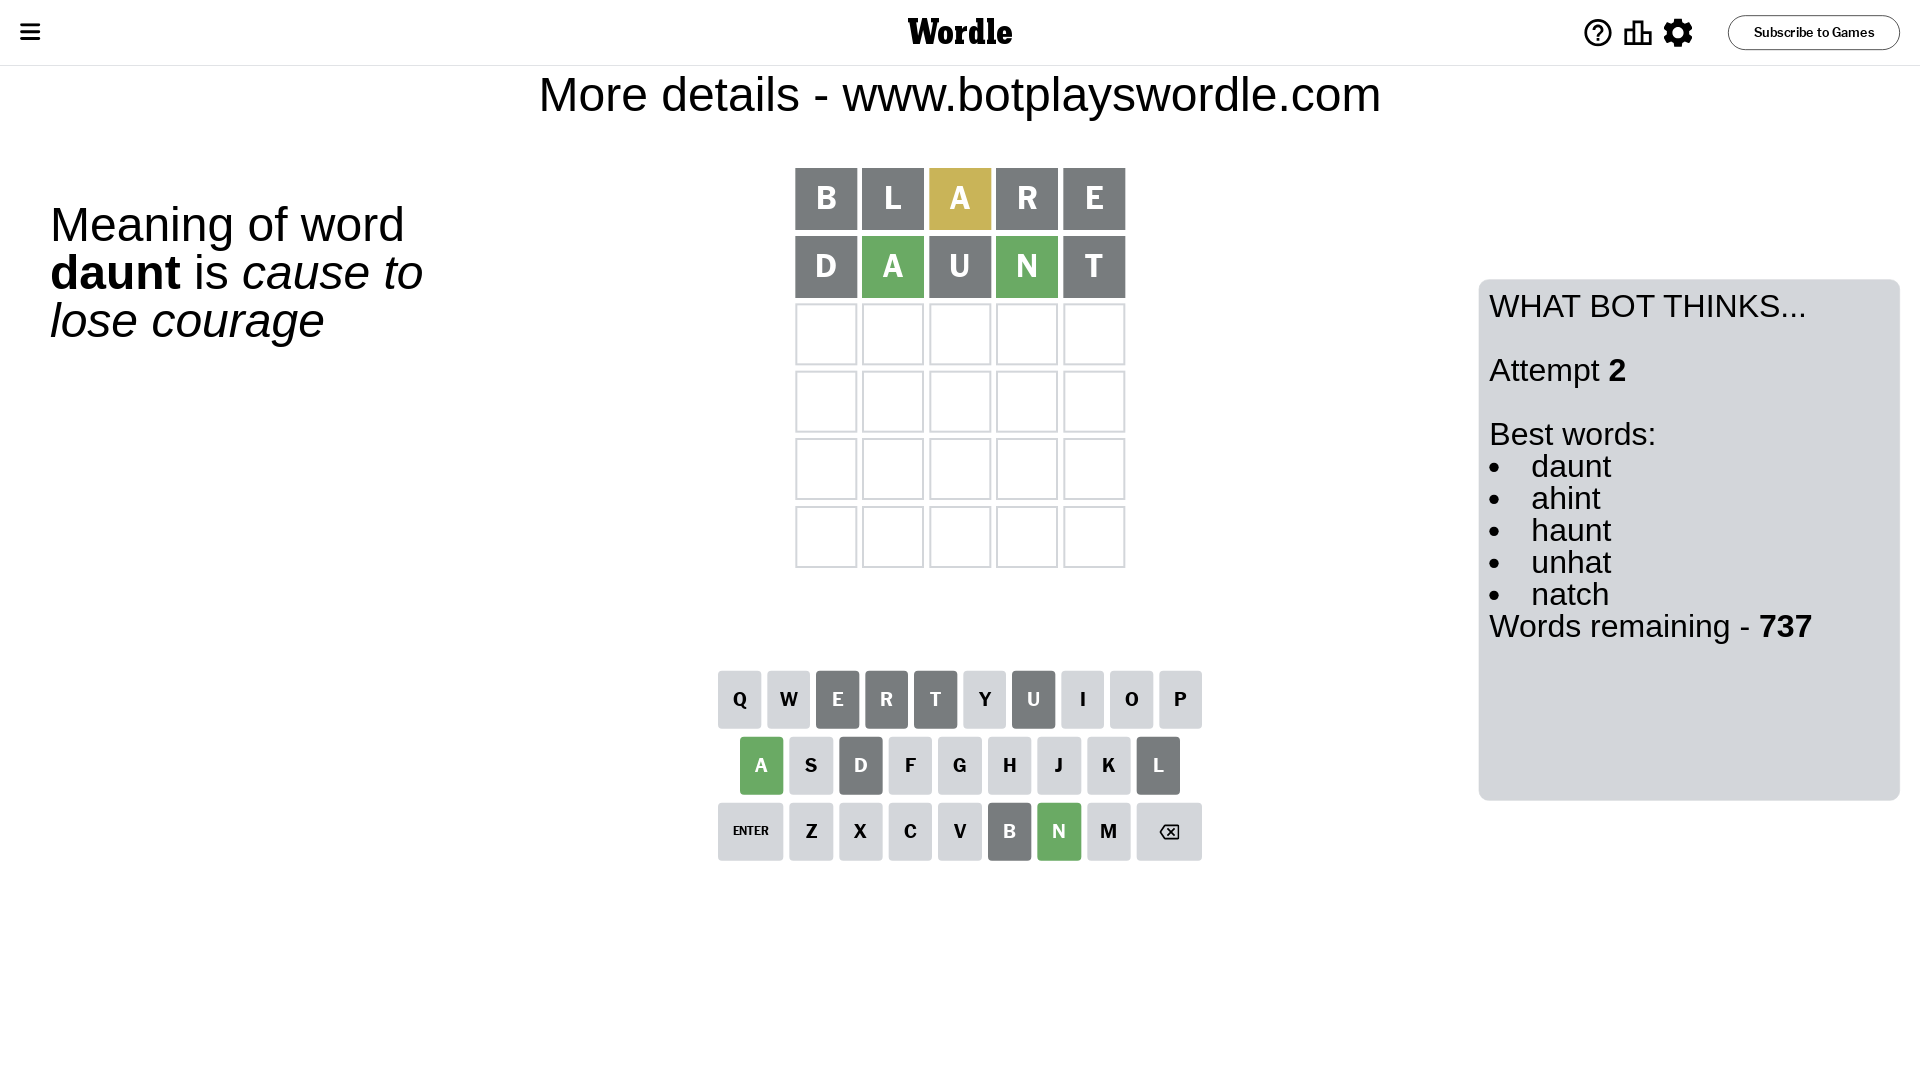 Wordle
Subscribe to Games
More details - www.botplayswordle.com
Meaning of word
daunt is cause to
lose courage
B L A R E
D A U N T
WHAT BOT THINKS...
Attempt 2
Best words:
• daunt
• ahint
• haunt
• unhat
• natch
Words remaining - 737
Q W E R T Y U I O P
A S D F G H J K L
ENTER Z X C V B N M